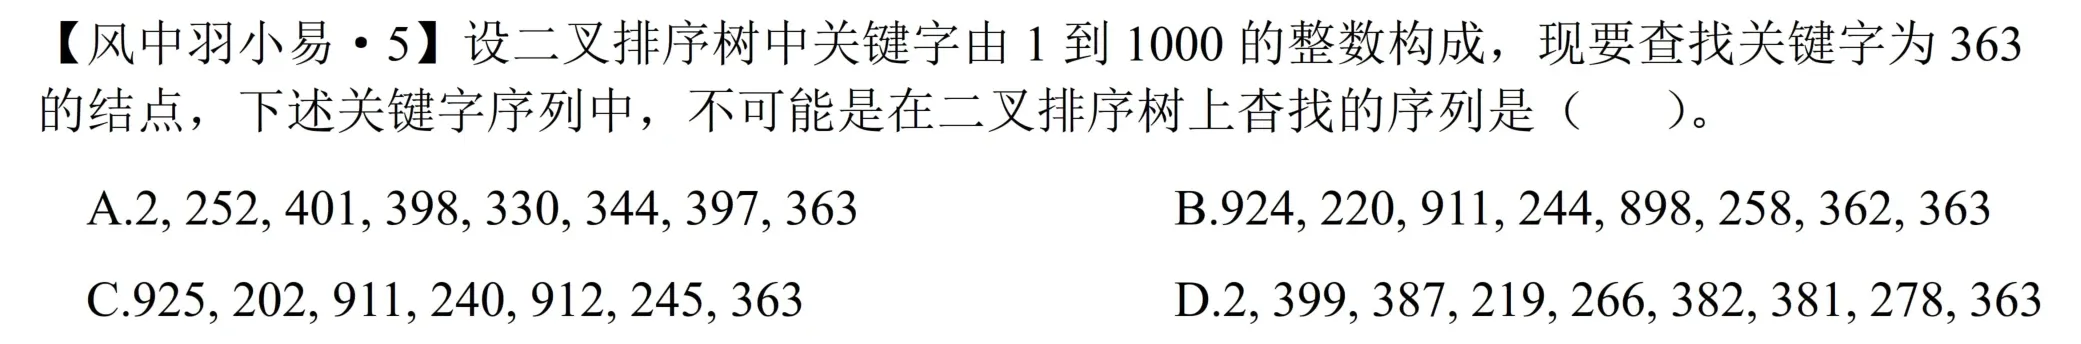 【风中羽小易·5】设二叉排序树中关键字由 1 到 1000 的整数构成，现要查找关键字为 363
的结点，下述关键字序列中，不可能是在二叉排序树上杳找的序列是（　　）。
A.2, 252, 401, 398, 330, 344, 397, 363　　B.924, 220, 911, 244, 898, 258, 362, 363
C.925, 202, 911, 240, 912, 245, 363　　D.2, 399, 387, 219, 266, 382, 381, 278, 363